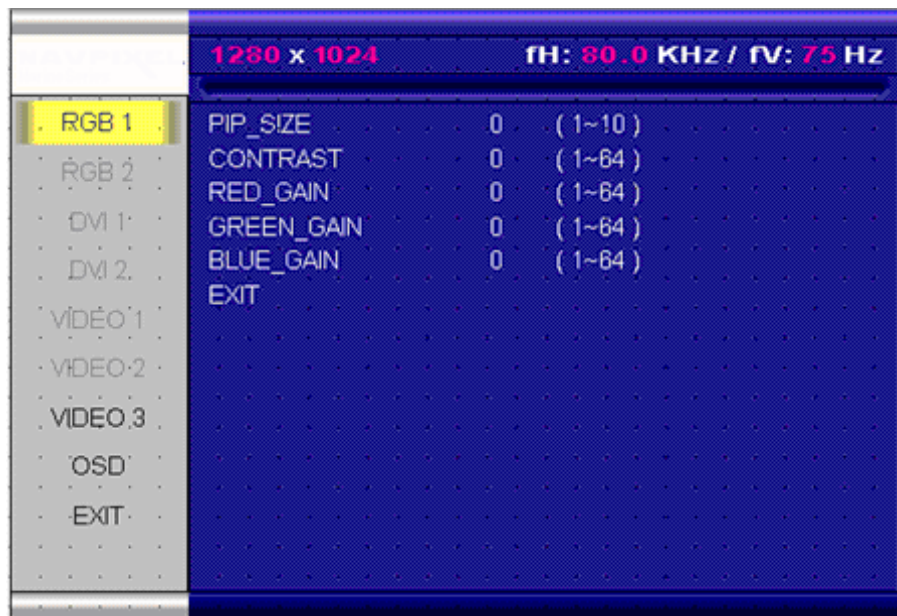 1280 x 1024 fH: 80.0 KHz / fV: 75 Hz
RGB 1
RGB 2
DVI 1
DVI 2
VIDEO 1
VIDEO 2
VIDEO 3
OSD
EXIT
PIP_SIZE 0 ( 1~10 )
CONTRAST 0 ( 1~64 )
RED_GAIN 0 ( 1~64 )
GREEN_GAIN 0 ( 1~64 )
BLUE_GAIN 0 ( 1~64 )
EXIT